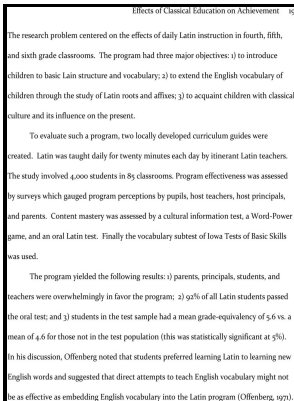 Effects of Classical Education on Achievement 19
The research problem centered on the effects of daily Latin instruction in fourth, fifth,
and sixth grade classrooms. The program had three major objectives: 1) to introduce
children to basic Lain structure and vocabulary; 2) to extend the English vocabulary of
children through the study of Latin roots and affixes; 3) to acquaint children with classical
culture and its influence on the present.
To evaluate such a program, two locally developed curriculum guides were
created. Latin was taught daily for twenty minutes each day by itinerant Latin teachers.
The study involved 4,000 students in 85 classrooms. Program effectiveness was assessed
by surveys which gauged program perceptions by pupils, host teachers, host principals,
and parents. Content mastery was assessed by a cultural information test, a Word-Power
game, and an oral Latin test. Finally the vocabulary subtest of Iowa Tests of Basic Skills
was used.
The program yielded the following results: 1) parents, principals, students, and
teachers were overwhelmingly in favor the program; 2) 92% of all Latin students passed
the oral test; and 3) students in the test sample had a mean grade-equivalency of 5.6 vs. a
mean of 4.6 for those not in the test population (this was statistically significant at 5%).
In his discussion, Offenberg noted that students preferred learning Latin to learning new
English words and suggested that direct attempts to teach English vocabulary might not
be as effective as embedding English vocabulary into the Latin program (Offenberg, 1971).